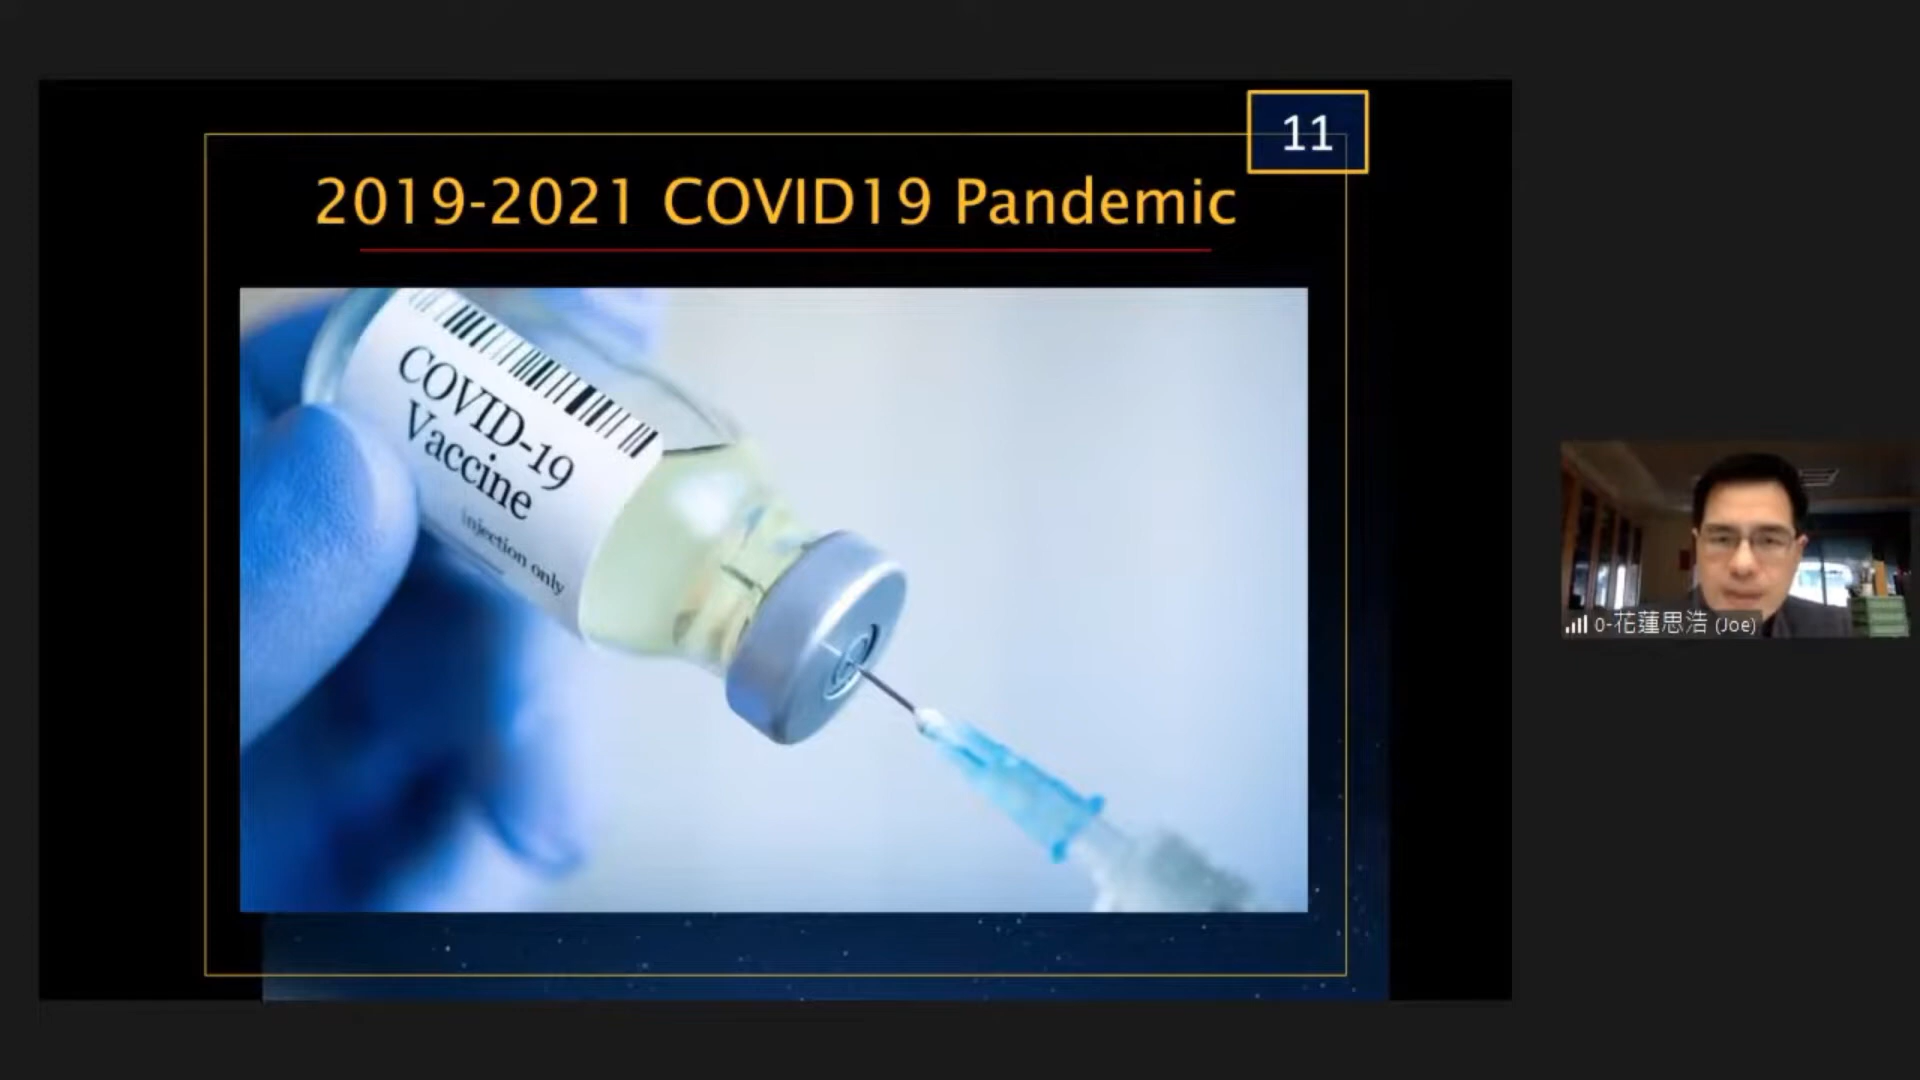 11
2019-2021 COVID19 Pandemic
COVID-19
Vaccine
injection only
0-花蓮思浩 (Joe)